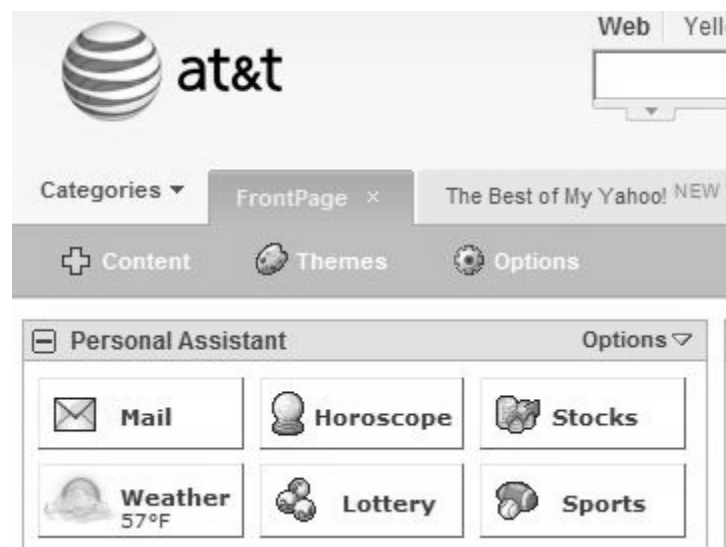 Web Yell
at&t
Categories FrontPage × The Best of My Yahoo! NEW
Content Themes Options
Personal Assistant Options
Mail Horoscope Stocks
Weather Lottery Sports
57°F